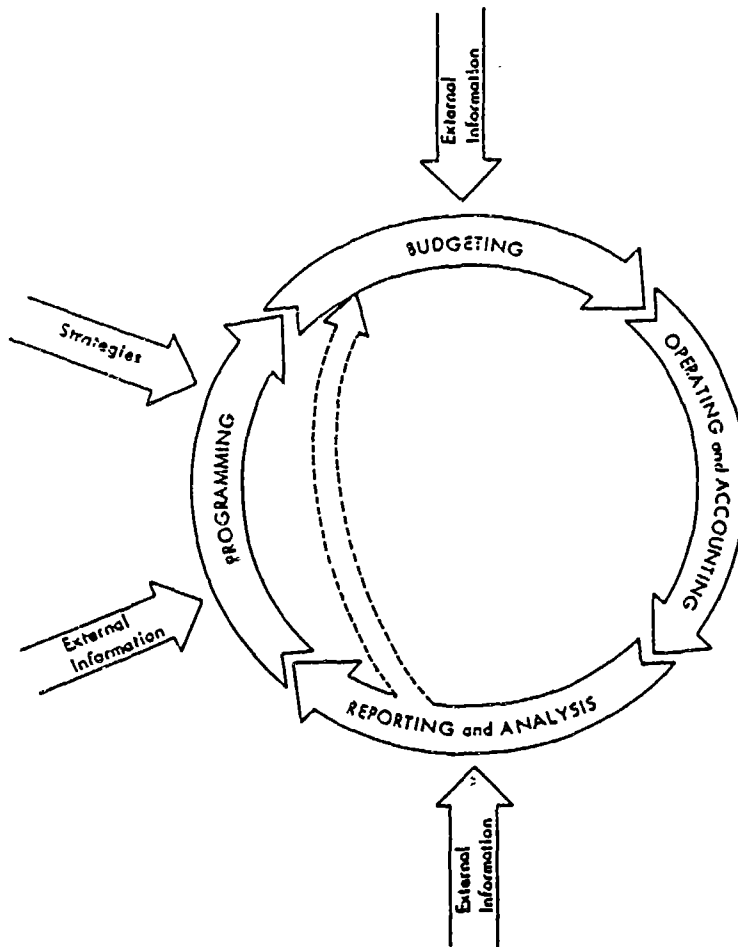 External
Information
BUDGETING
Strategies
OPERATING and ACCOUNTING
PROGRAMMING
External
Information
REPORTING and ANALYSIS
External
Information